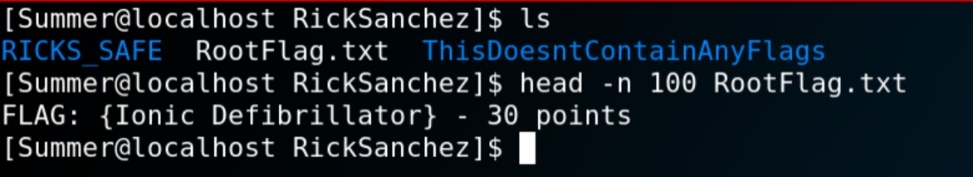 [Summer@localhost RickSanchez]$ ls
RICKS_SAFE  RootFlag.txt  ThisDoesntContainAnyFlags
[Summer@localhost RickSanchez]$ head -n 100 RootFlag.txt
FLAG: {Ionic Defibrillator} - 30 points
[Summer@localhost RickSanchez]$